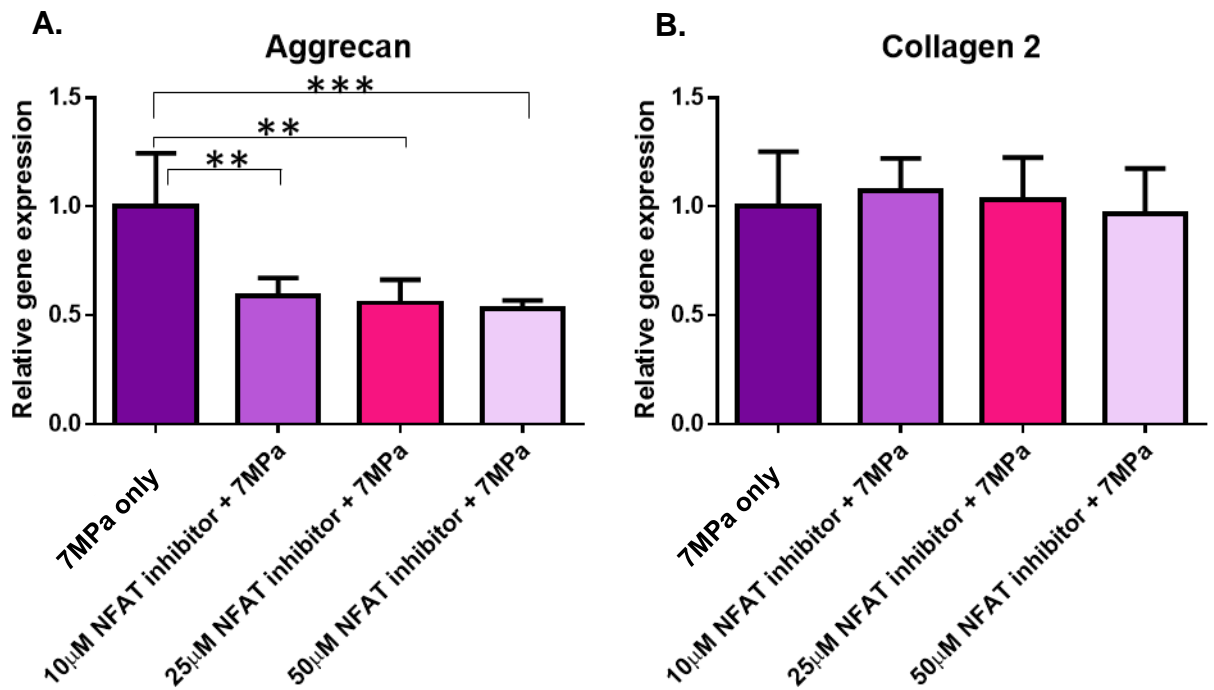 A.
Aggrecan
Relative gene expression
1.5
1.0
0.5
0.0
***
**
**
7MPa only
10μM NFAT inhibitor + 7MPa
25μM NFAT inhibitor + 7MPa
50μM NFAT inhibitor + 7MPa
B.
Collagen 2
Relative gene expression
1.5
1.0
0.5
0.0
7MPa only
10μM NFAT inhibitor + 7MPa
25μM NFAT inhibitor + 7MPa
50μM NFAT inhibitor + 7MPa